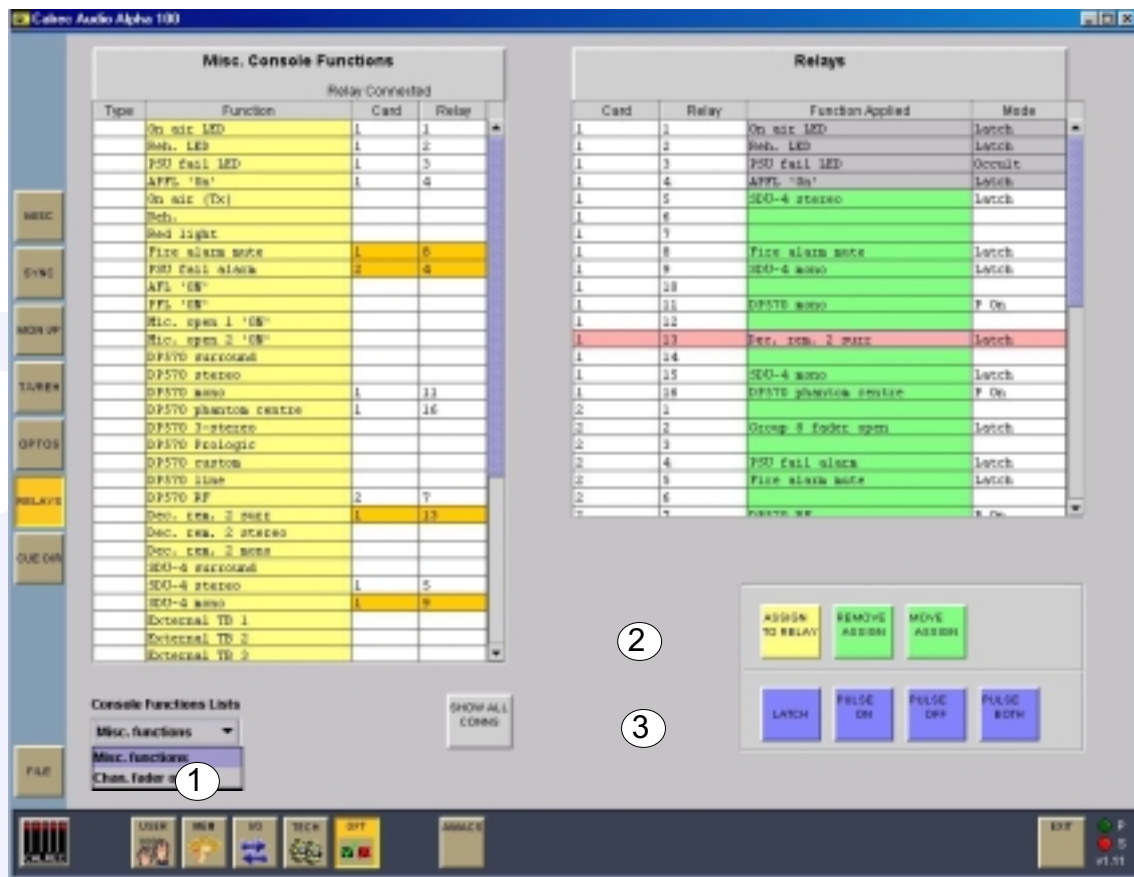 Calrec Audio Alpha 100
Misc. Console Functions
Relay Connected
Type Function Card Relay
On air LED 1 1
Reh. LED 1 2
PSU fail LED 1 3
APFL 'On' 1 4
On air (Tx)
Reh.
Red light
Fire alarm mute 1 8
PSU fail alarm 2 4
AFL 'ON'
PFL 'ON'
Mic. open 1 'ON'
Mic. open 2 'ON'
DP570 surround
DP570 stereo
DP570 mono 1 11
DP570 phantom centre 1 16
DP570 3-stereo
DP570 Prologic
DP570 custom
DP570 line
DP570 RF 2 7
Dec. rem. 2 surr 1 13
Dec. rem. 2 stereo
Dec. rem. 2 mono
SDU-4 surround
SDU-4 stereo 1 5
SDU-4 mono 1 9
External TB 1
External TB 2
External TB 3
Relays
Card Relay Function Applied Mode
1 1 On air LED Latch
1 2 Reh. LED Latch
1 3 PSU fail LED Occult
1 4 APFL 'On' Latch
1 5 SDU-4 stereo Latch
1 6
1 7
1 8 Fire alarm mute Latch
1 9 SDU-4 mono Latch
1 10
1 11 DP570 mono P On
1 12
1 13 Dec. rem. 2 surr Latch
1 14
1 15 SDU-4 mono Latch
1 16 DP570 phantom centre P On
2 1
2 2 Group 8 fader open Latch
2 3
2 4 PSU fail alarm Latch
2 5 Fire alarm mute Latch
2 6
2 7 DP570 RF P On
MISC
SYNC
MON I/P
TX/REH
OPTOS
RELAYS
CUE DIR
FILE
Console Functions Lists
Misc. functions
Misc. functions
Chan. fader
1
SHOW ALL
CONNS
2
ASSIGN
TO RELAY
REMOVE
ASSIGN
MOVE
ASSIGN
3
LATCH
PULSE
ON
PULSE
OFF
PULSE
BOTH
CALREC
USER
MEM
I/O
TECH
OPT
AWACS
EXIT
P
S
v1.11